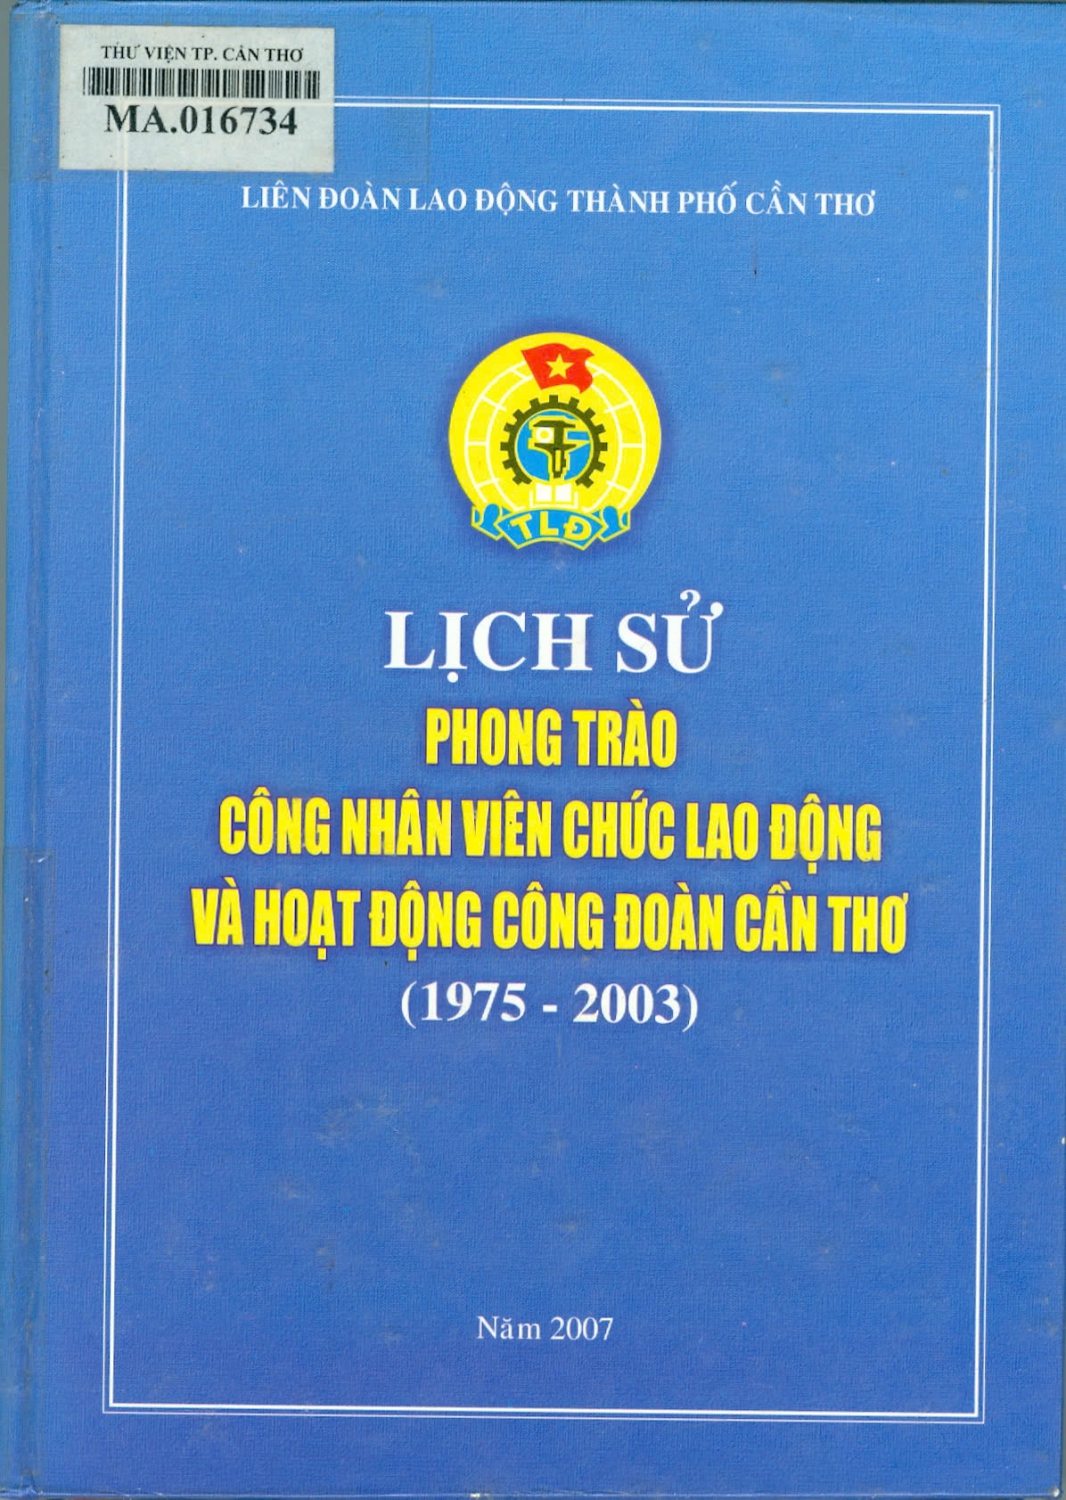 THƯ VIỆN TP. CẦN THƠ
MA.016734
LIÊN ĐOÀN LAO ĐỘNG THÀNH PHỐ CẦN THƠ
TLĐ
LỊCH SỬ
PHONG TRÀO
CÔNG NHÂN VIÊN CHỨC LAO ĐỘNG
VÀ HOẠT ĐỘNG CÔNG ĐOÀN CẦN THƠ
(1975 - 2003)
Năm 2007